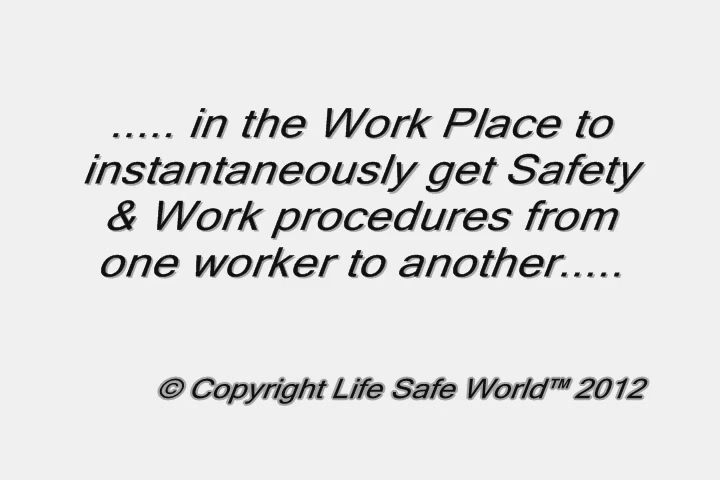 ..... in the Work Place to
instantaneously get Safety
& Work procedures from
one worker to another.....
© Copyright Life Safe World™ 2012